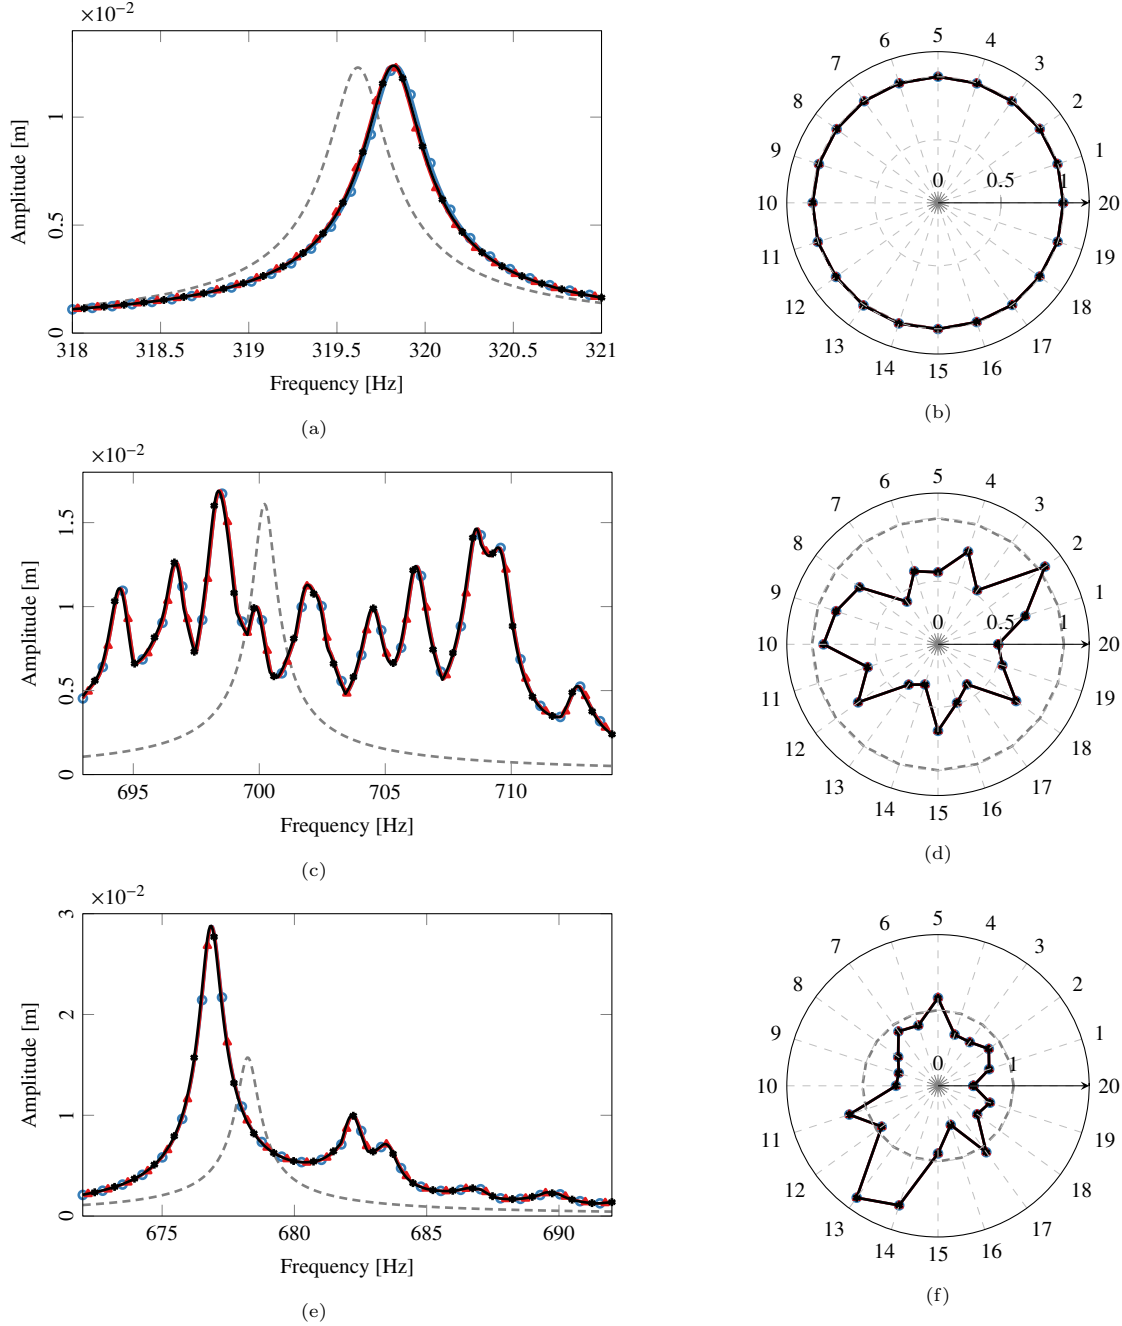 ×10⁻²
Amplitude [m]
1
0.5
0
318 318.5 319 319.5 320 320.5 321
Frequency [Hz]
(a)
5
6 4
7 3
8 2
9 1
0 0.5 1
10 20
11 19
12 18
13 17
14 16
15
(b)
×10⁻²
Amplitude [m]
1.5
1
0.5
0
695 700 705 710
Frequency [Hz]
(c)
5
6 4
7 3
8 2
9 1
0 0.5 1
10 20
11 19
12 18
13 17
14 16
15
(d)
×10⁻²
Amplitude [m]
3
2
1
0
675 680 685 690
Frequency [Hz]
(e)
5
6 4
7 3
8 2
9 1
0 1
10 20
11 19
12 18
13 17
14 16
15
(f)